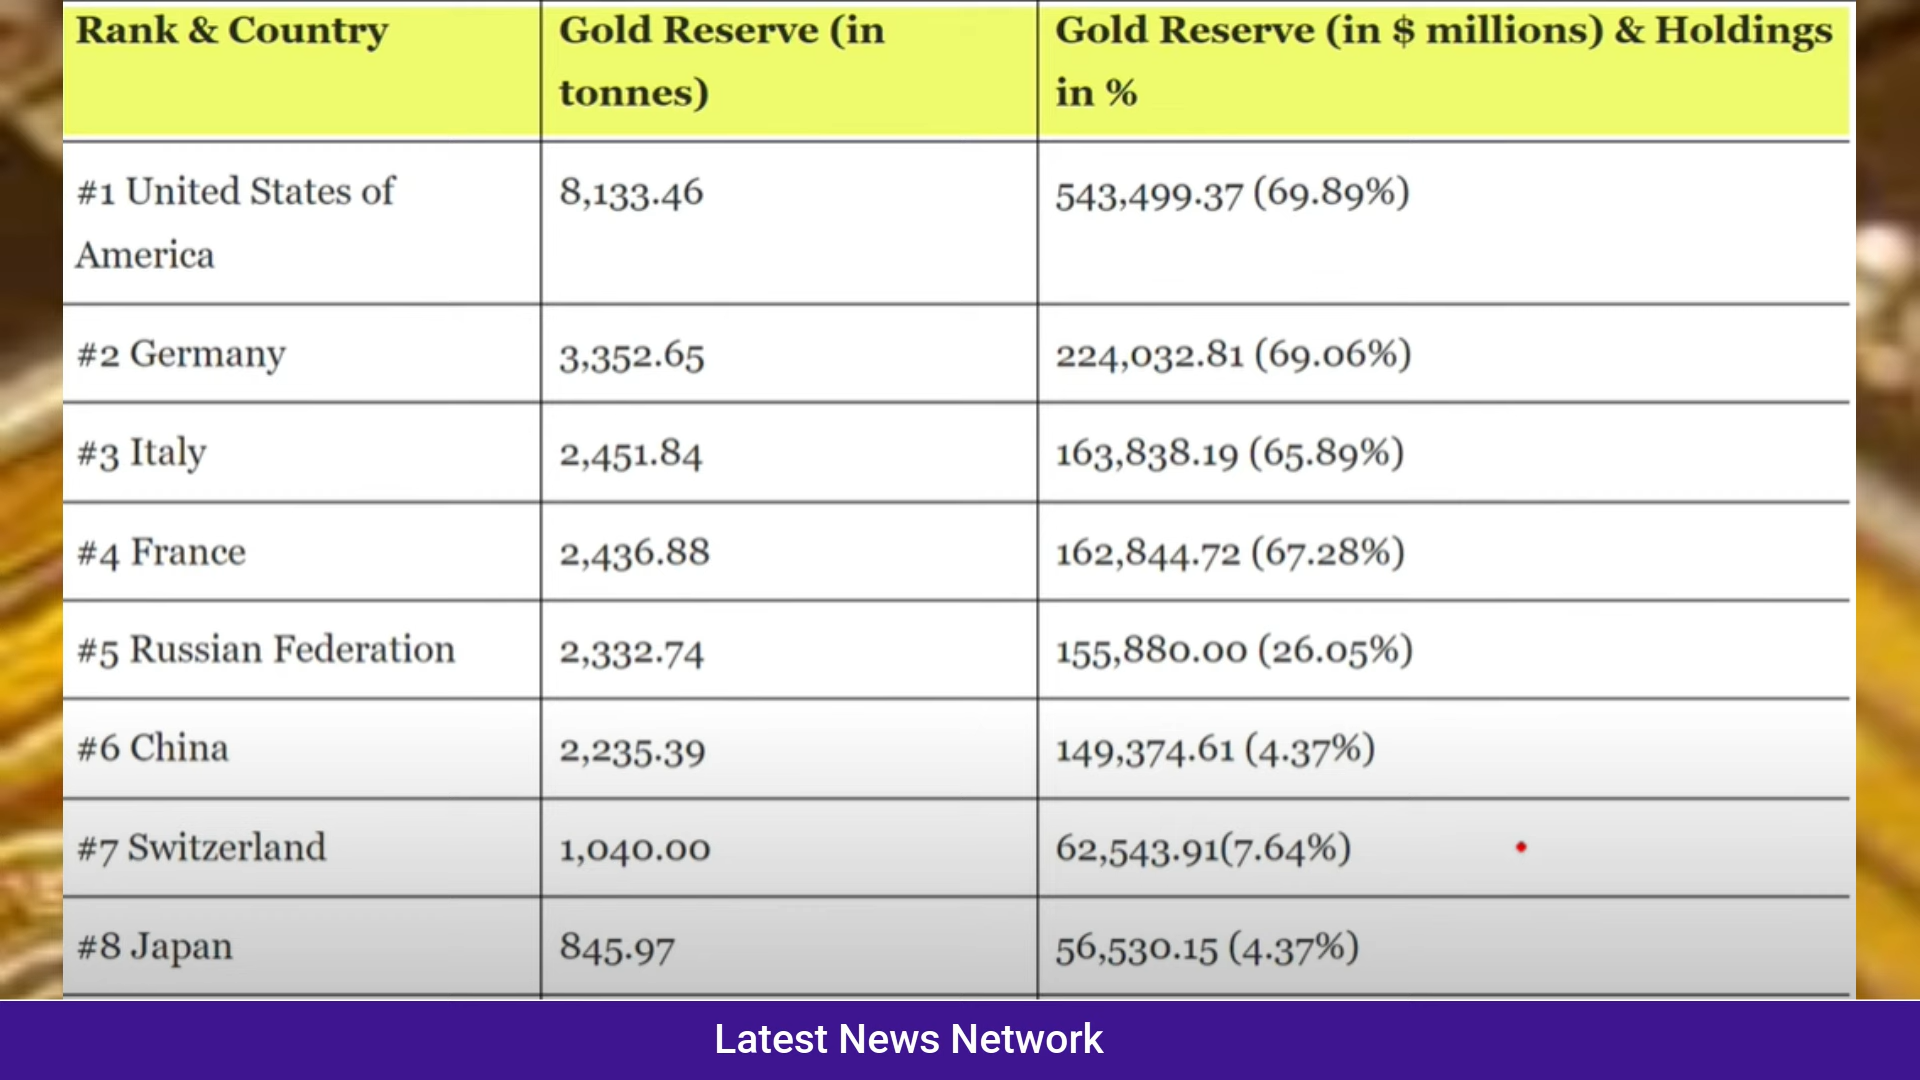 Rank & Country
Gold Reserve (in
tonnes)
Gold Reserve (in $ millions) & Holdings
in %
#1 United States of
America
8,133.46
543,499.37 (69.89%)
#2 Germany
3,352.65
224,032.81 (69.06%)
#3 Italy
2,451.84
163,838.19 (65.89%)
#4 France
2,436.88
162,844.72 (67.28%)
#5 Russian Federation
2,332.74
155,880.00 (26.05%)
#6 China
2,235.39
149,374.61 (4.37%)
#7 Switzerland
1,040.00
62,543.91(7.64%)
#8 Japan
845.97
56,530.15 (4.37%)
Latest News Network